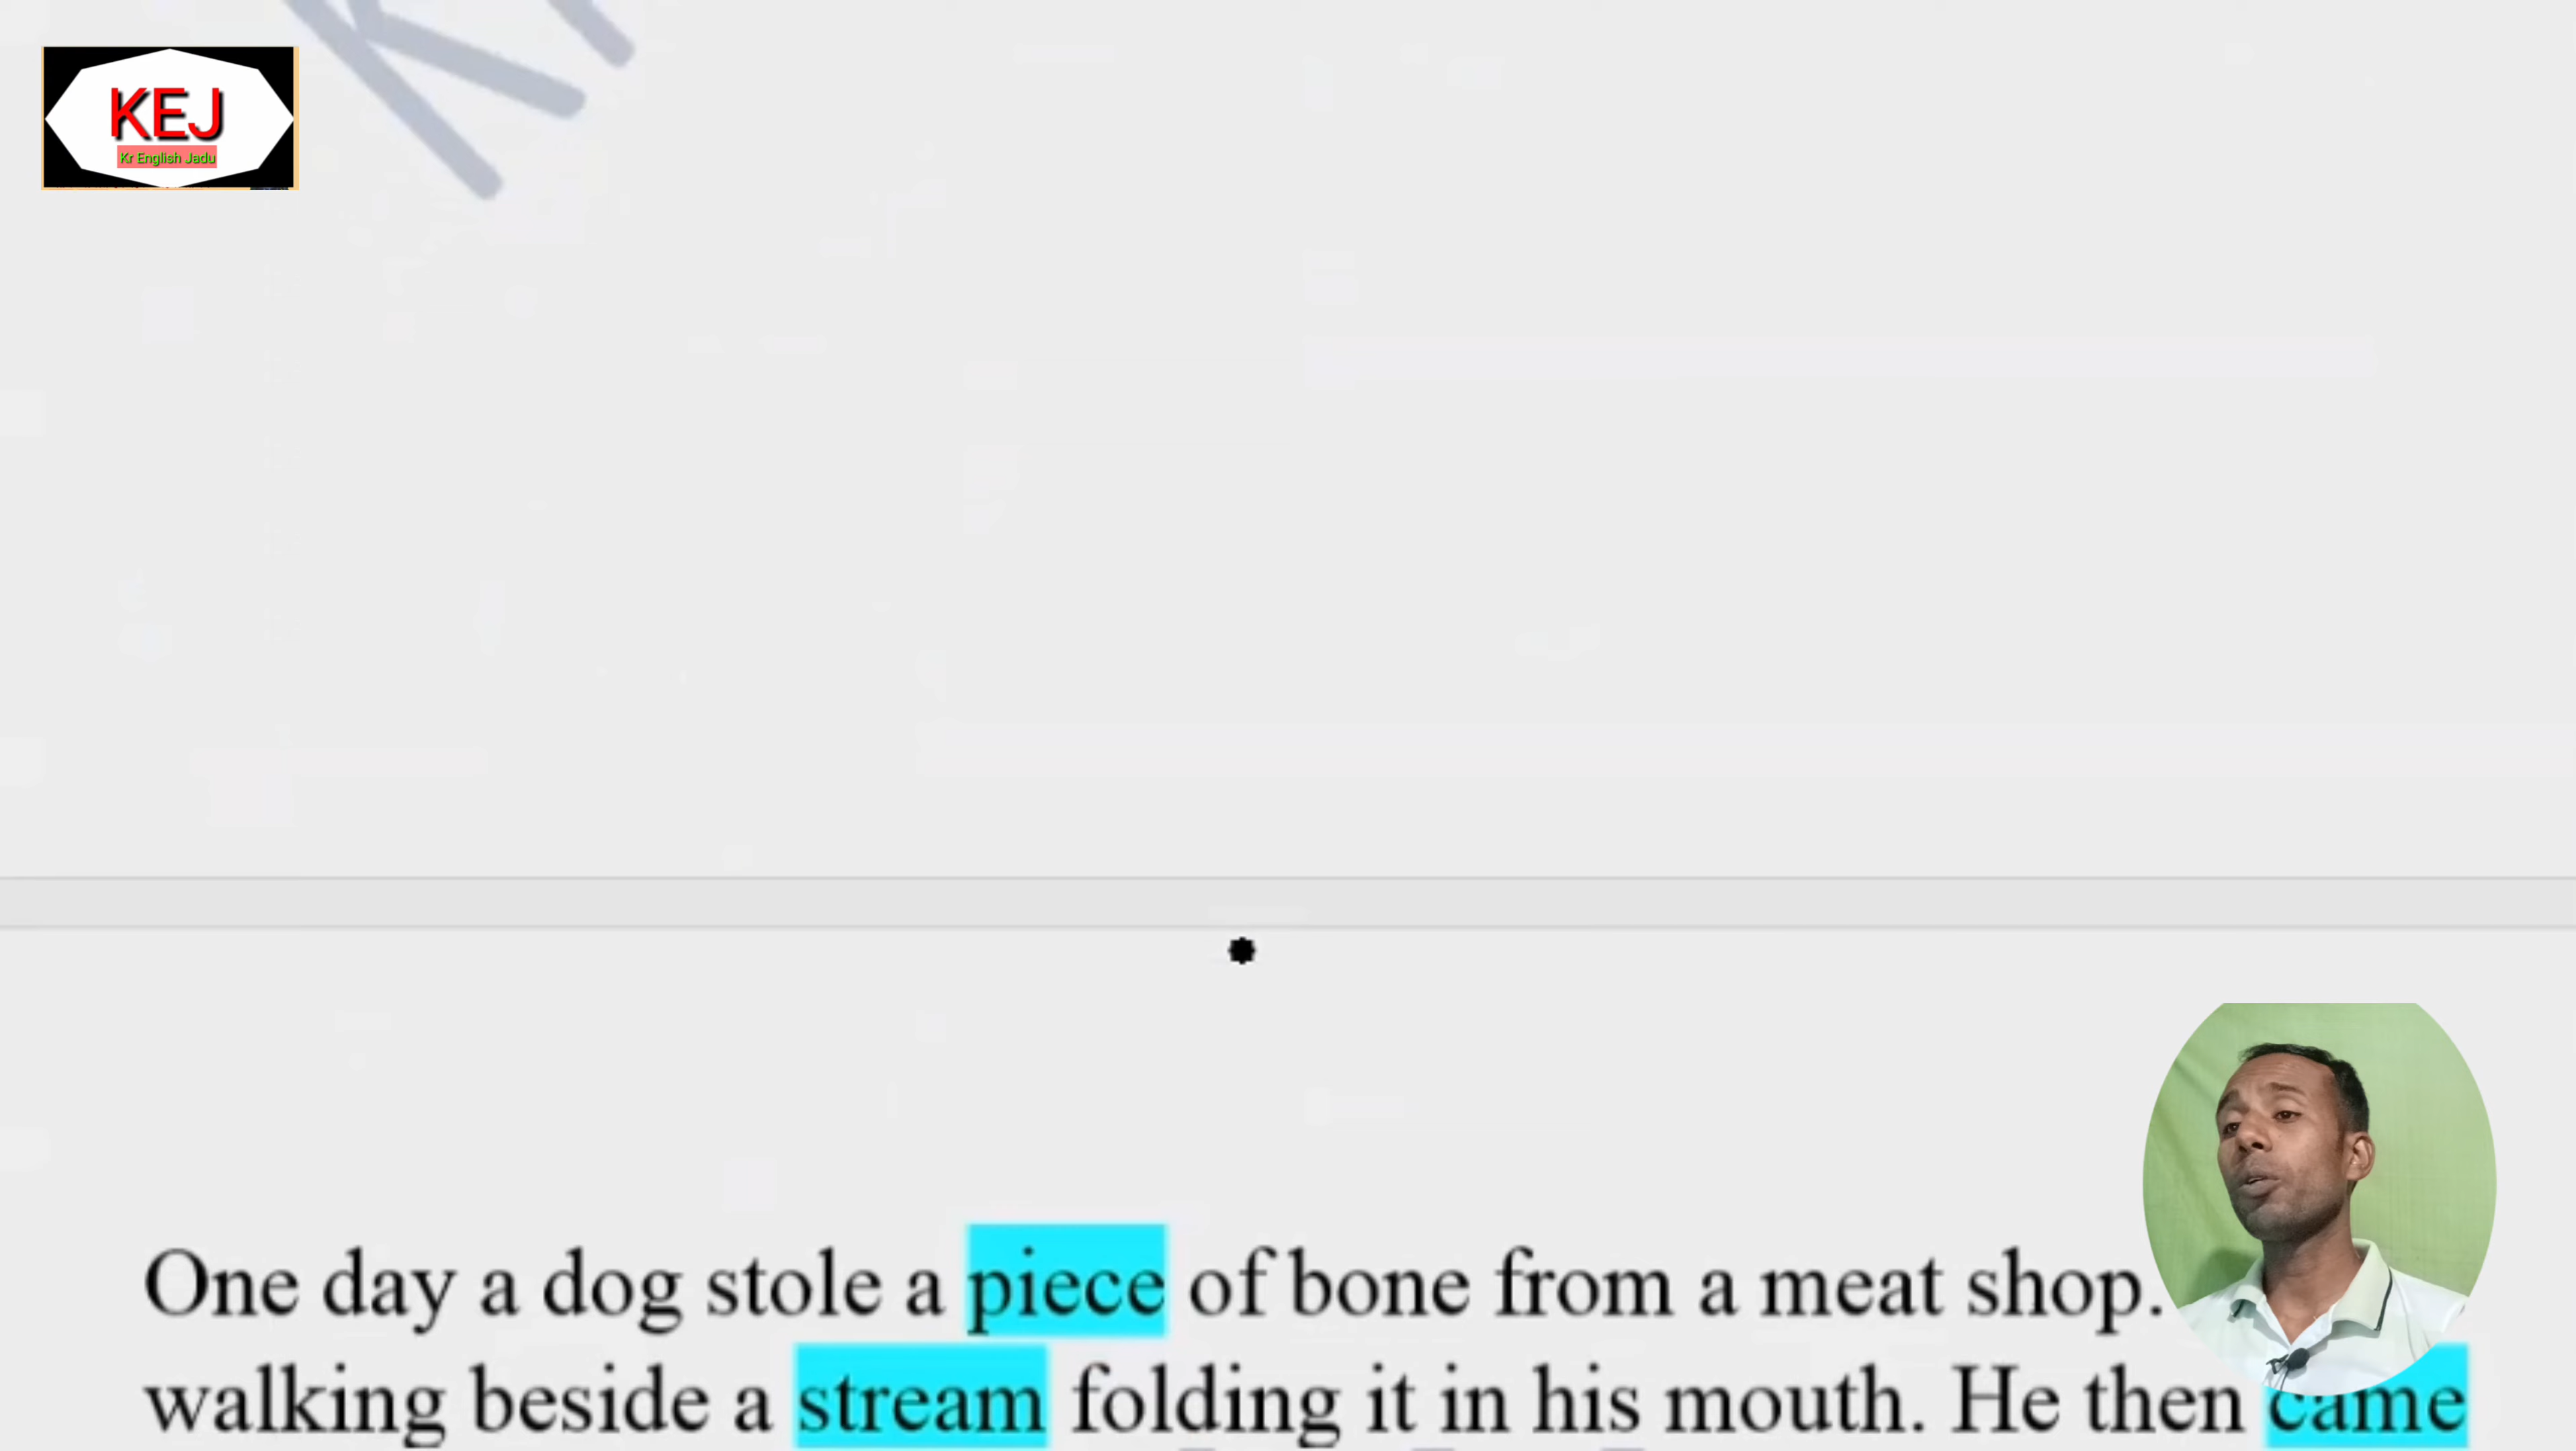 KEJ
Kr English Jadu
One day a dog stole a piece of bone from a meat shop.
walking beside a stream folding it in his mouth. He then came